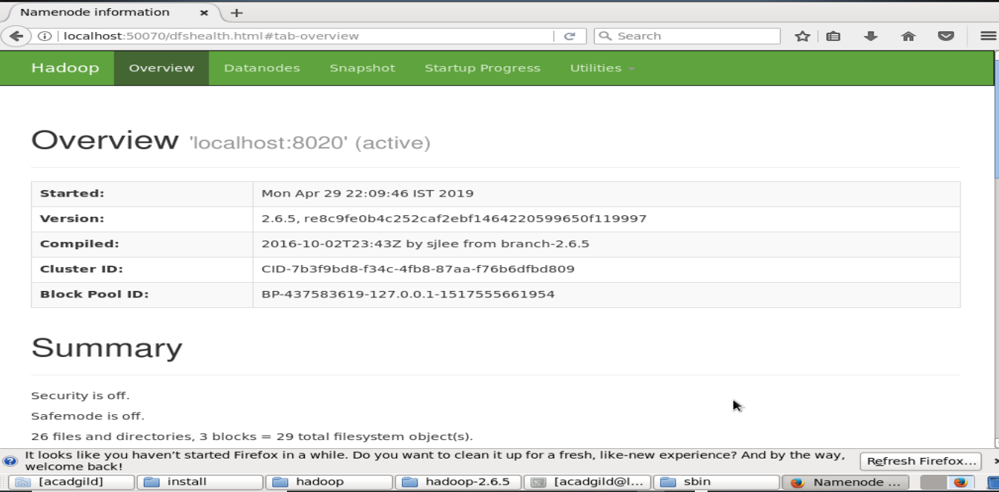 Namenode information
localhost:50070/dfshealth.html#tab-overview
Search
Hadoop Overview Datanodes Snapshot Startup Progress Utilities
Overview 'localhost:8020' (active)
Started: Mon Apr 29 22:09:46 IST 2019
Version: 2.6.5, re8c9fe0b4c252caf2ebf1464220599650f119997
Compiled: 2016-10-02T23:43Z by sjlee from branch-2.6.5
Cluster ID: CID-7b3f9bd8-f34c-4fb8-87aa-f76b6dfbd809
Block Pool ID: BP-437583619-127.0.0.1-1517555661954
Summary
Security is off.
Safemode is off.
26 files and directories, 3 blocks = 29 total filesystem object(s).
It looks like you haven't started Firefox in a while. Do you want to clean it up for a fresh, like-new experience? And by the way,
welcome back!
Refresh Firefox...
[acadgild] install hadoop hadoop-2.6.5 [acadgild@l... sbin Namenode ...